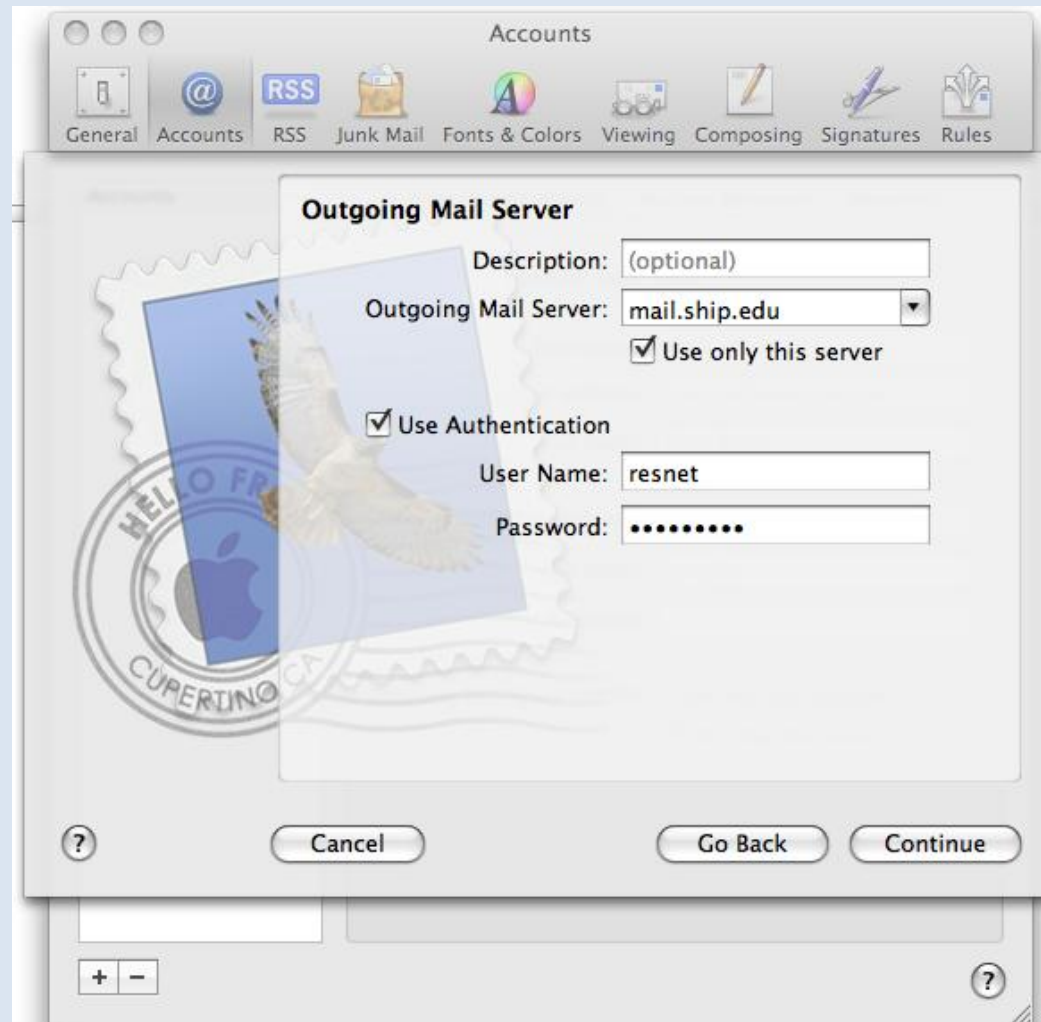 Accounts
General Accounts RSS Junk Mail Fonts & Colors Viewing Composing Signatures Rules
RSS
Outgoing Mail Server
Description: (optional)
Outgoing Mail Server: mail.ship.edu
Use only this server
Use Authentication
User Name: resnet
Password: •••••••••
HELLO FR
CUPERTINO CA
? Cancel Go Back Continue
+ − ?